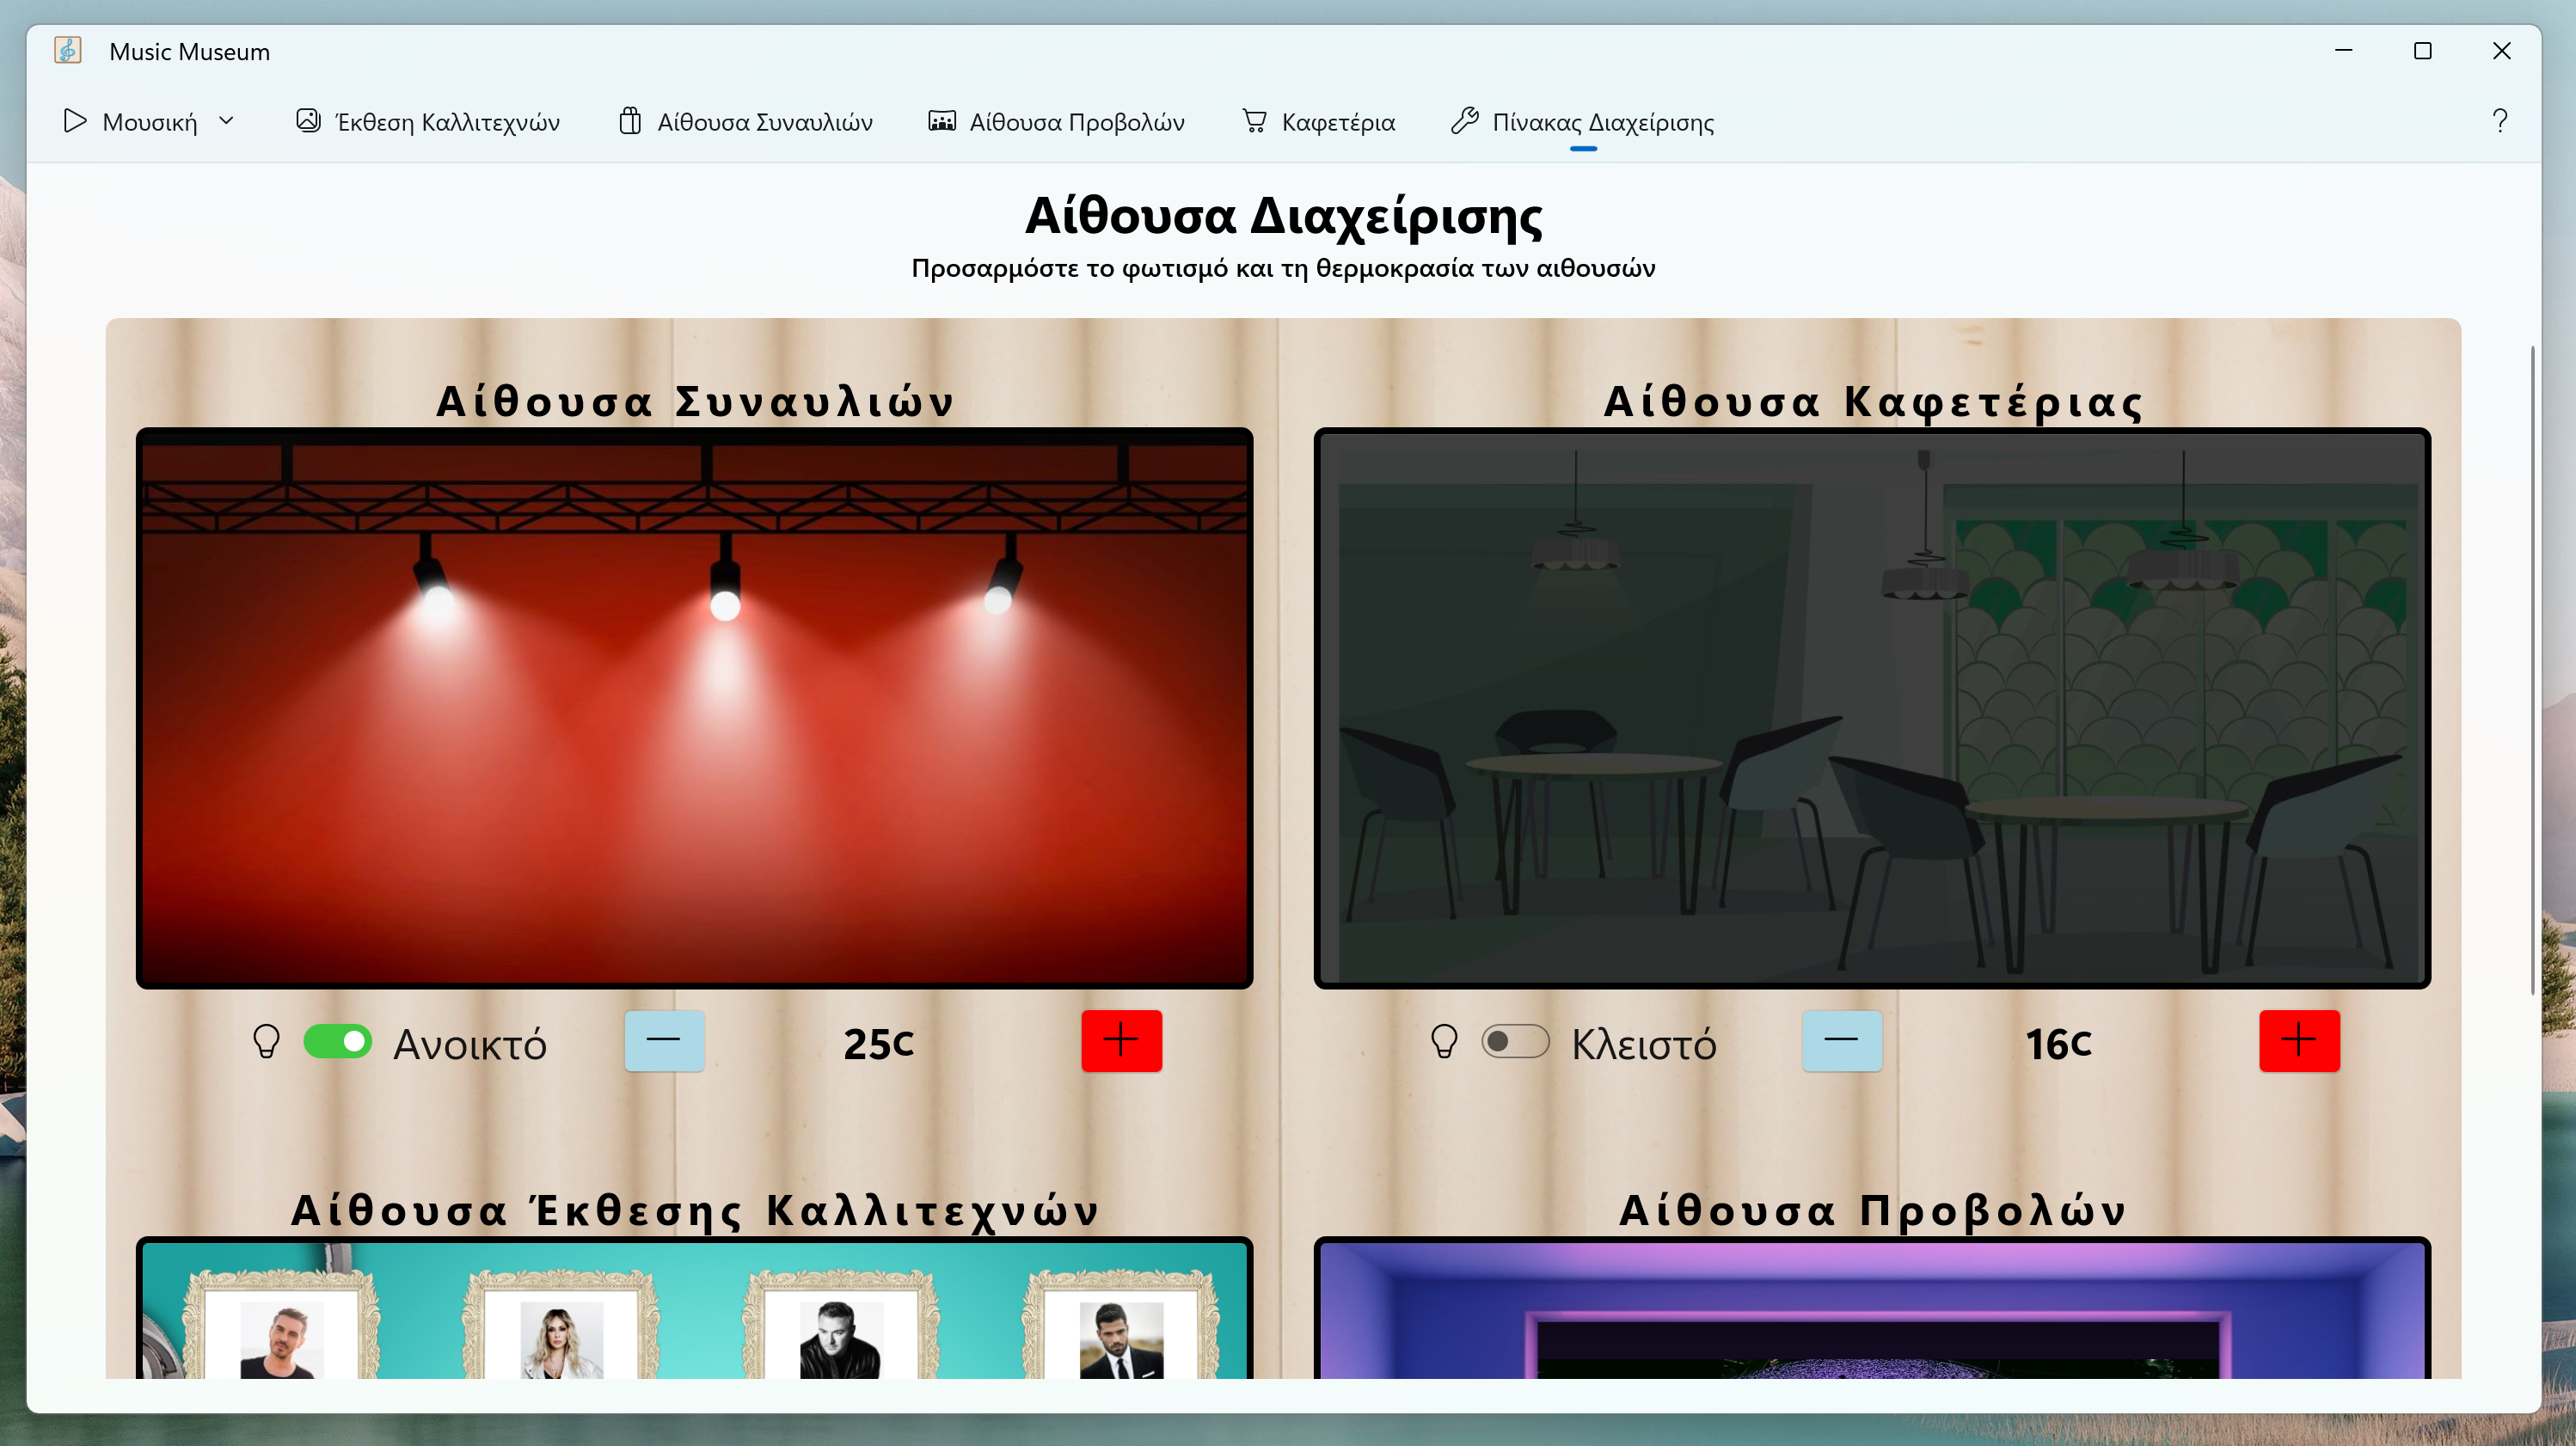 Music Museum
Μουσική
Έκθεση Καλλιτεχνών
Αίθουσα Συναυλιών
Αίθουσα Προβολών
Καφετέρια
Πίνακας Διαχείρισης
Αίθουσα Διαχείρισης
Προσαρμόστε το φωτισμό και τη θερμοκρασία των αιθουσών
Αίθουσα Συναυλιών
Αίθουσα Καφετέριας
Ανοικτό
25C
Κλειστό
16C
Αίθουσα Έκθεσης Καλλιτεχνών
Αίθουσα Προβολών